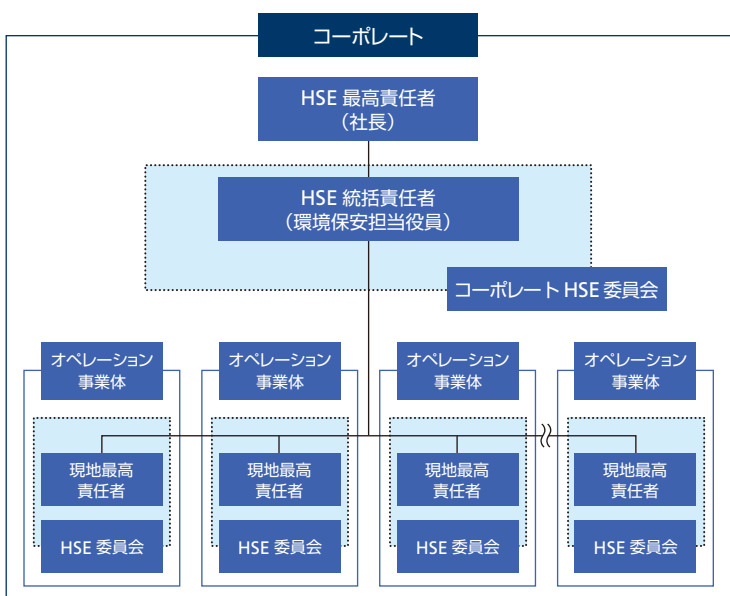 コーポレート
HSE 最高責任者
（社長）
HSE 統括責任者
（環境保安担当役員）
コーポレート HSE 委員会
オペレーション
事業体
オペレーション
事業体
オペレーション
事業体
オペレーション
事業体
現地最高
責任者
現地最高
責任者
現地最高
責任者
現地最高
責任者
HSE 委員会
HSE 委員会
HSE 委員会
HSE 委員会